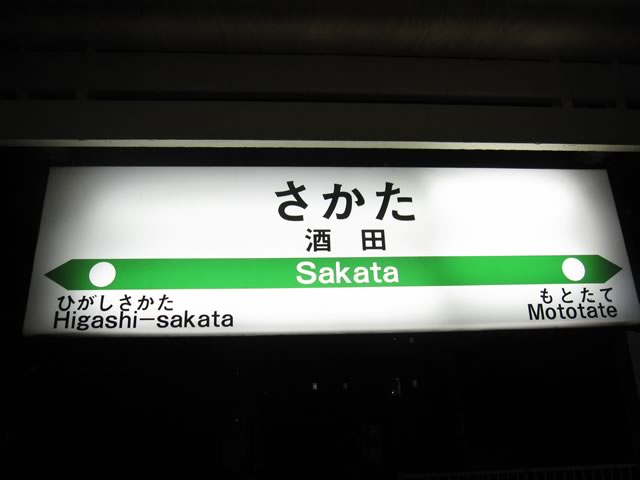 さかた
酒田
Sakata
ひがしさかた
Higashi-sakata
もとたて
Mototate